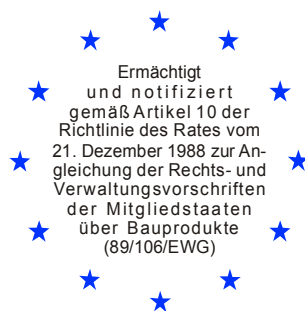 Ermächtigt
und notifiziert
gemäß Artikel 10 der
Richtlinie des Rates vom
21. Dezember 1988 zur An-
gleichung der Rechts- und
Verwaltungsvorschriften
der Mitgliedstaaten
über Bauprodukte
(89/106/EWG)